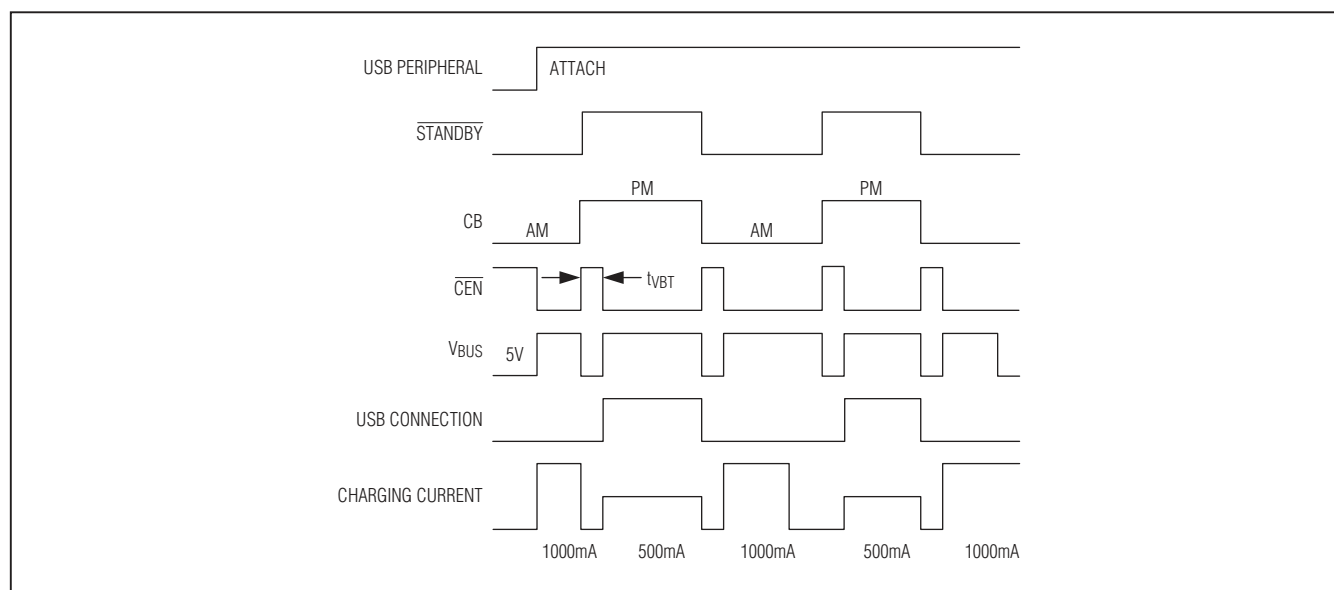 USB PERIPHERAL
ATTACH
STANDBY
CB
AM
PM
AM
PM
CEN
tVBT
VBUS
5V
USB CONNECTION
CHARGING CURRENT
1000mA
500mA
1000mA
500mA
1000mA